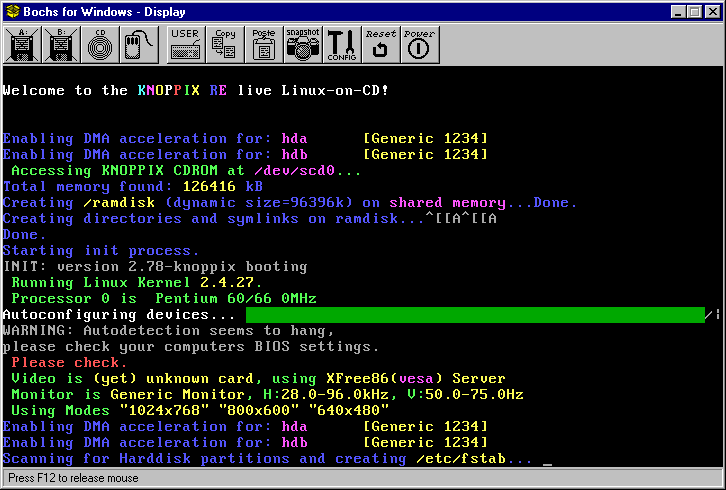 Bochs for Windows - Display
A: B: CD USER Copy Paste snapshot CONFIG Reset Power
Welcome to the KNOPPIX RE live Linux-on-CD!
Enabling DMA acceleration for: hda [Generic 1234]
Enabling DMA acceleration for: hdb [Generic 1234]
Accessing KNOPPIX CDROM at /dev/scd0...
Total memory found: 126416 kB
Creating /ramdisk (dynamic size=96396k) on shared memory...Done.
Creating directories and symlinks on ramdisk...^[[A^[[A
Done.
Starting init process.
INIT: version 2.78-knoppix booting
Running Linux Kernel 2.4.27.
Processor 0 is Pentium 60/66 0MHz
Autoconfiguring devices... /¦
WARNING: Autodetection seems to hang,
please check your computers BIOS settings.
Please check.
Video is (yet) unknown card, using XFree86(vesa) Server
Monitor is Generic Monitor, H:28.0-96.0kHz, V:50.0-75.0Hz
Using Modes "1024x768" "800x600" "640x480"
Enabling DMA acceleration for: hda [Generic 1234]
Enabling DMA acceleration for: hdb [Generic 1234]
Scanning for Harddisk partitions and creating /etc/fstab... _
Press F12 to release mouse